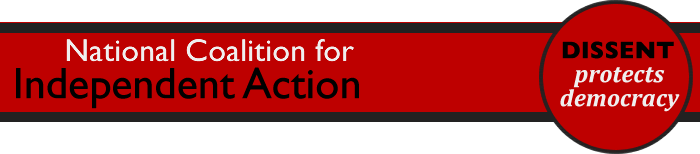 National Coalition for
Independent Action
DISSENT
protects
democracy